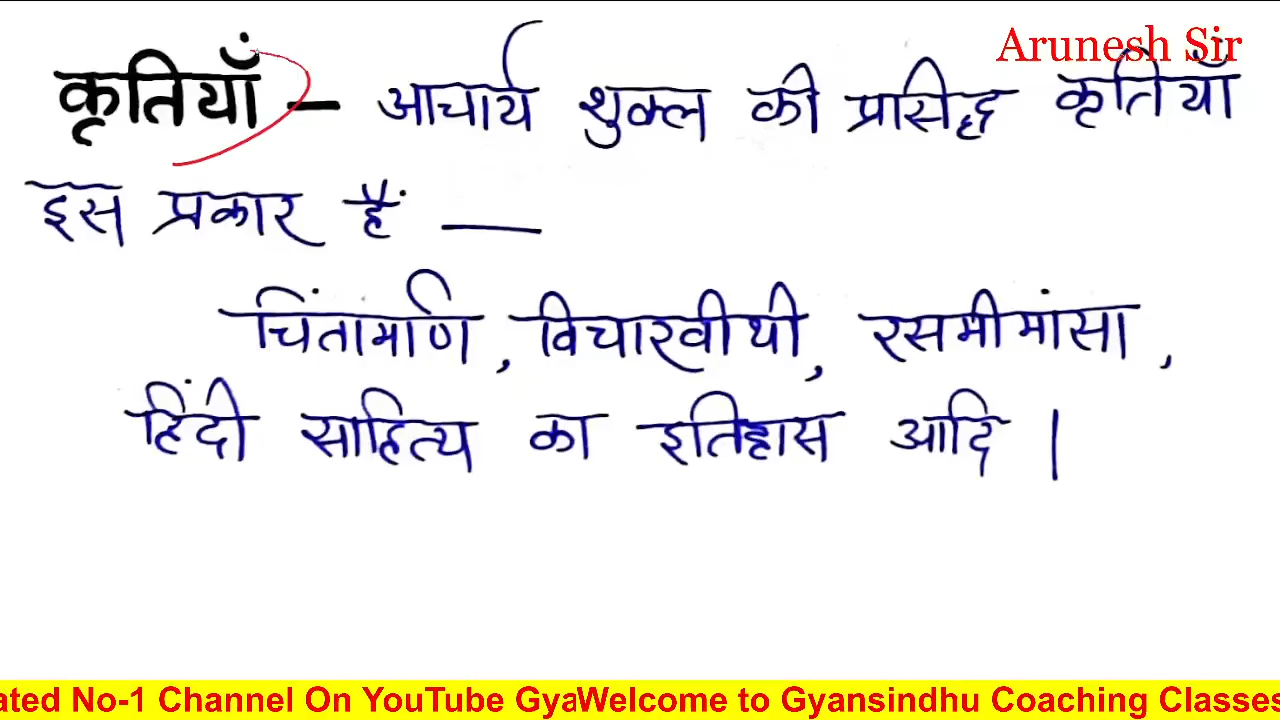 Arunesh Sir
कृतियाँ – आचार्य शुक्ल की प्रसिद्ध कृतियाँ
इस प्रकार हैं —
चिंतामणि, विचारवीथी, रसमीमांसा,
हिंदी साहित्य का इतिहास आदि |
ated No-1 Channel On YouTube GyaWelcome to Gyansindhu Coaching Classes